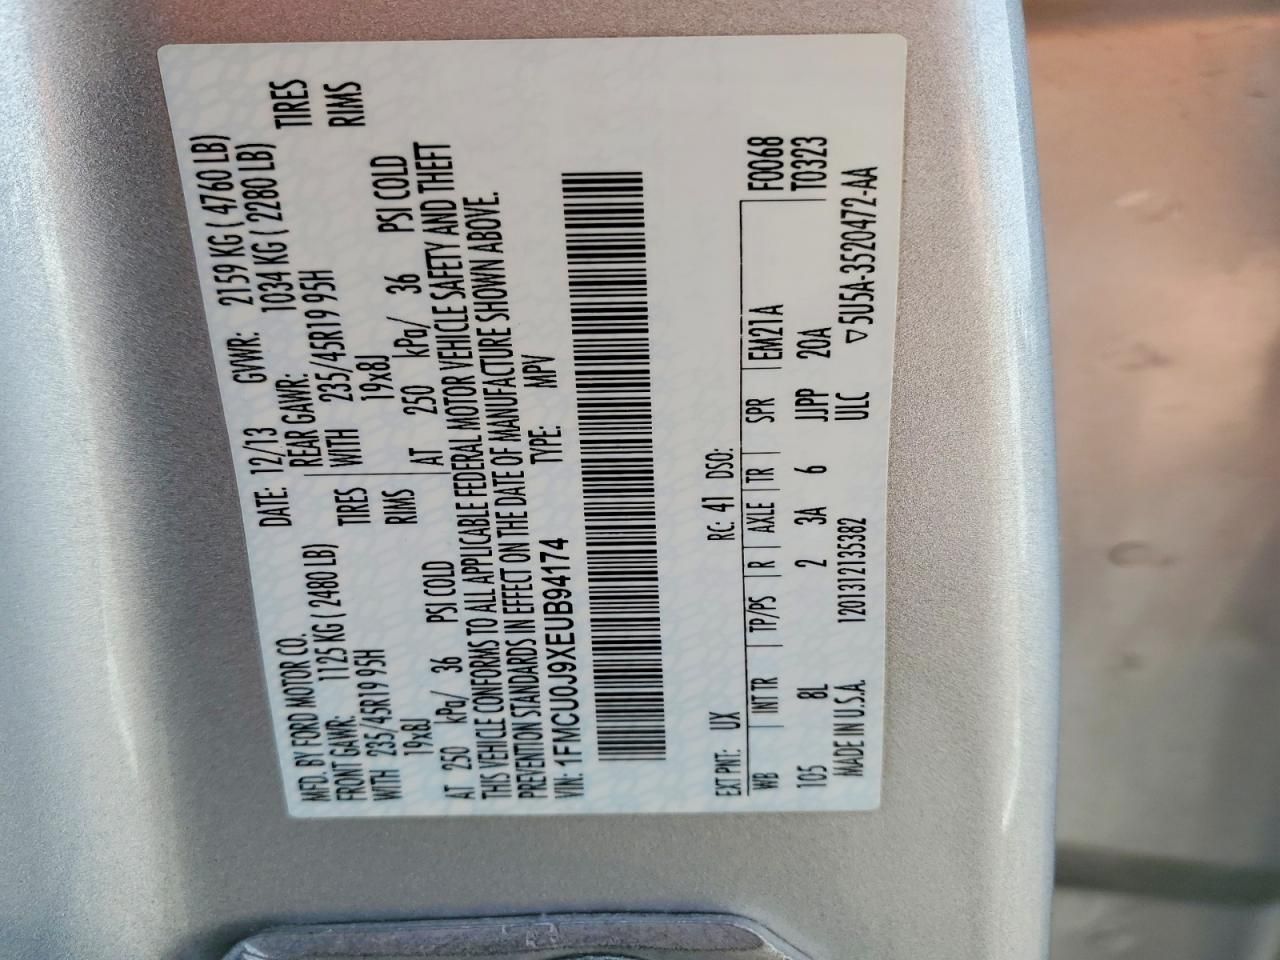 MFD. BY FORD MOTOR CO.
DATE: 12/13 GVWR: 2159 KG ( 4760 LB)
FRONT GAWR: 1125 KG ( 2480 LB)
REAR GAWR: 1034 KG ( 2280 LB)
WITH 235/45R19 95H TIRES
WITH 235/45R19 95H TIRES
19x8J RIMS
19x8J RIMS
AT 250 kPa/ 36 PSI COLD
AT 250 kPa/ 36 PSI COLD
THIS VEHICLE CONFORMS TO ALL APPLICABLE FEDERAL MOTOR VEHICLE SAFETY AND THEFT
PREVENTION STANDARDS IN EFFECT ON THE DATE OF MANUFACTURE SHOWN ABOVE.
VIN: 1FMCU0J9XEUB94174 TYPE: MPV
EXT PNT: UX RC: 41 DSO:
WB INT TR TP/PS R AXLE TR SPR EM21A F0068
105 8L 2 3A 6 JJPP 20A T0323
MADE IN U.S.A. 1201312135382 ULC
▽5U5A-3520472-AA